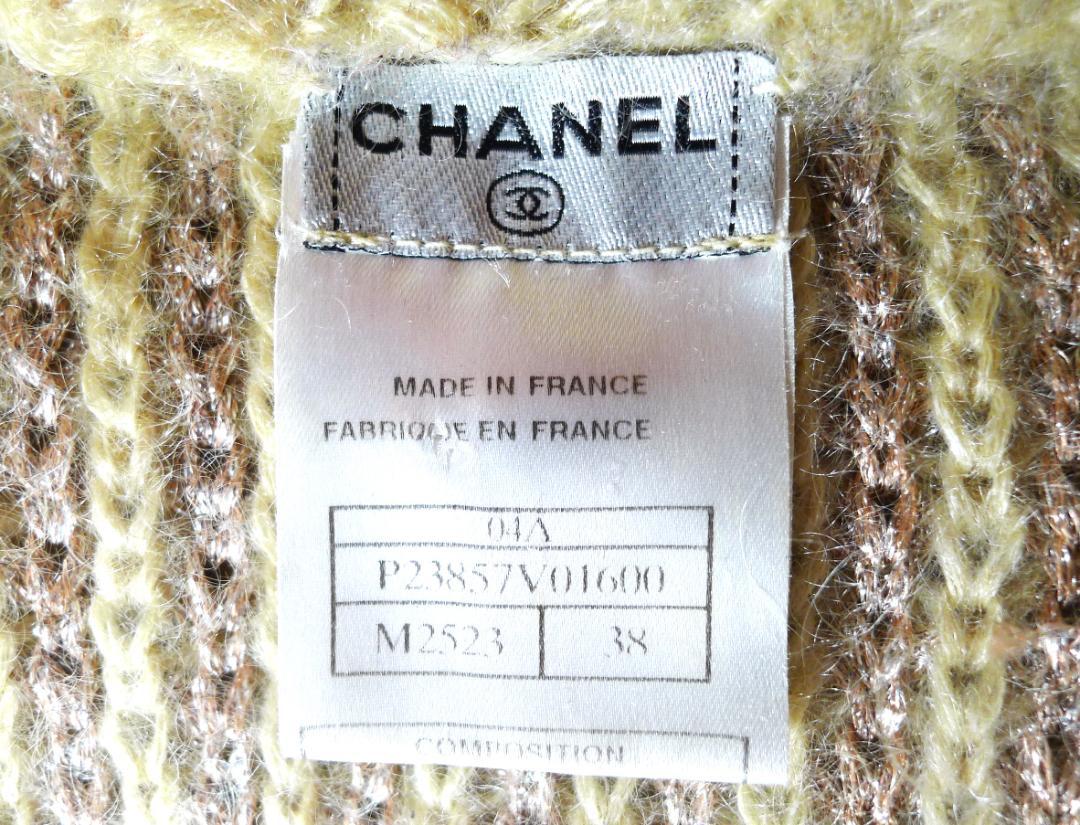 CHANEL
MADE IN FRANCE
FABRIQUE EN FRANCE
04A
P23857V01600
M2523 38
COMPOSITION